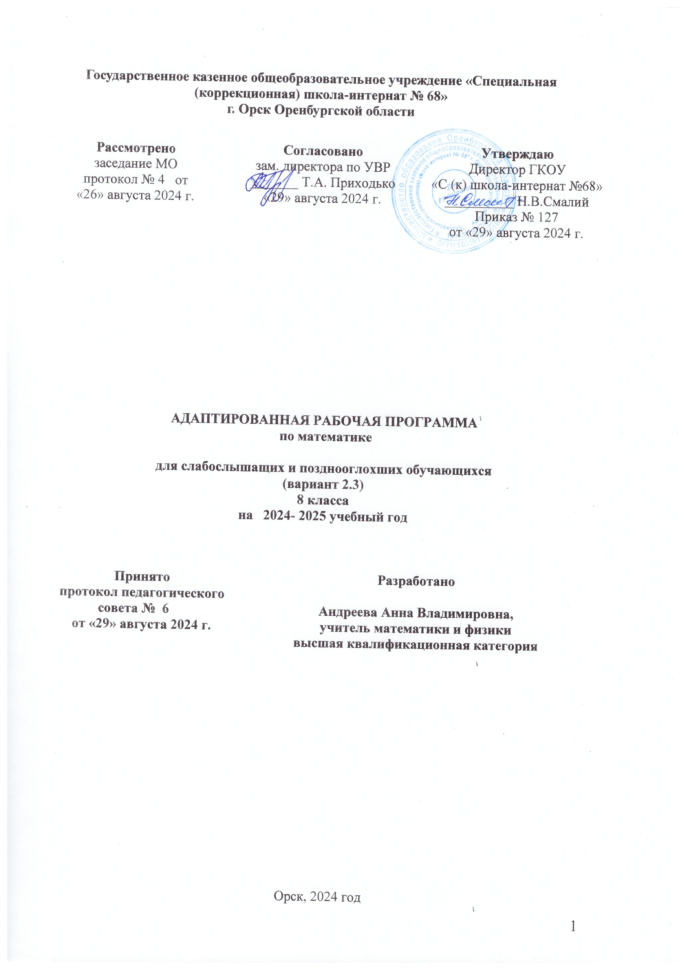 Государственное казенное общеобразовательное учреждение «Специальная
(коррекционная) школа-интернат № 68»
г. Орск Оренбургской области
Рассмотрено
заседание МО
протокол № 4 от
«26» августа 2024 г.
Согласовано
зам. директора по УВР
Т.А. Приходько
«29» августа 2024 г.
Утверждаю
Директор ГКОУ
«С (к) школа-интернат №68»
Н.В.Смалий
Приказ № 127
от «29» августа 2024 г.
АДАПТИРОВАННАЯ РАБОЧАЯ ПРОГРАММА
по математике
для слабослышащих и позднооглохших обучающихся
(вариант 2.3)
8 класса
на 2024- 2025 учебный год
Принято
протокол педагогического
совета № 6
от «29» августа 2024 г.
Разработано
Андреева Анна Владимировна,
учитель математики и физики
высшая квалификационная категория
Орск, 2024 год
1